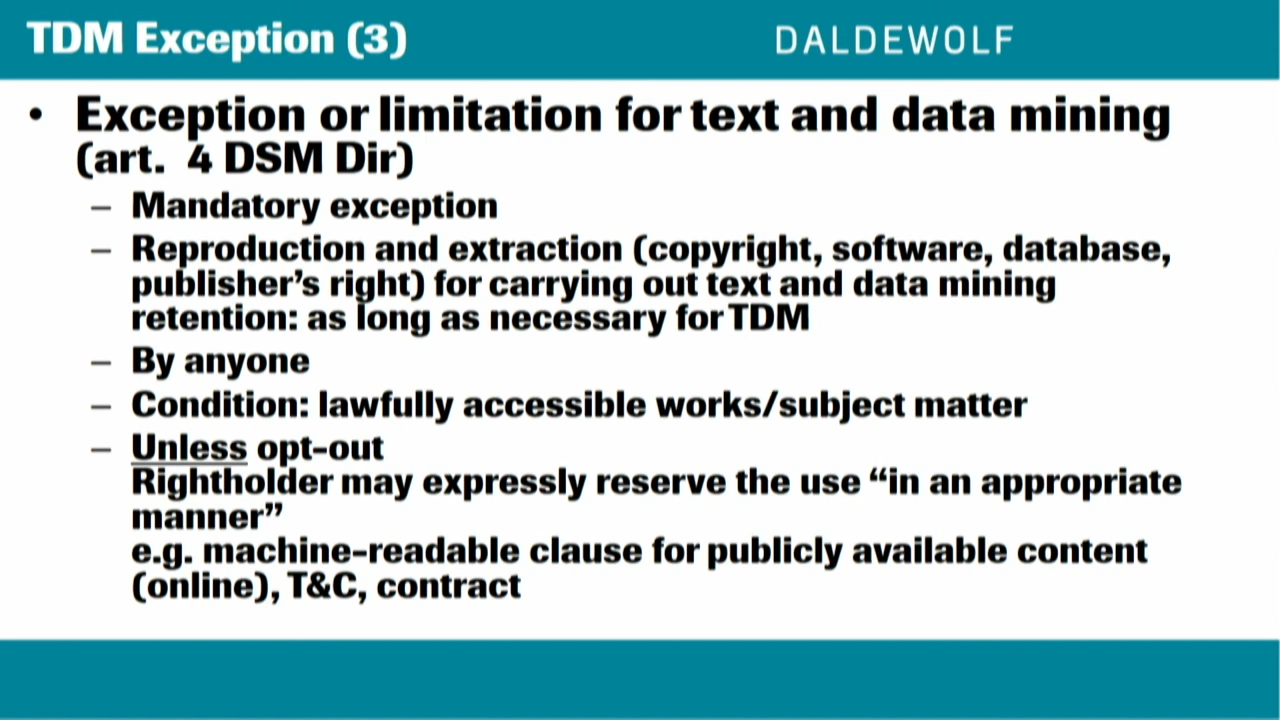 TDM Exception (3)
DALDEWOLF
• Exception or limitation for text and data mining
(art. 4 DSM Dir)
– Mandatory exception
– Reproduction and extraction (copyright, software, database,
publisher’s right) for carrying out text and data mining
retention: as long as necessary for TDM
– By anyone
– Condition: lawfully accessible works/subject matter
– Unless opt-out
Rightholder may expressly reserve the use “in an appropriate
manner”
e.g. machine-readable clause for publicly available content
(online), T&C, contract